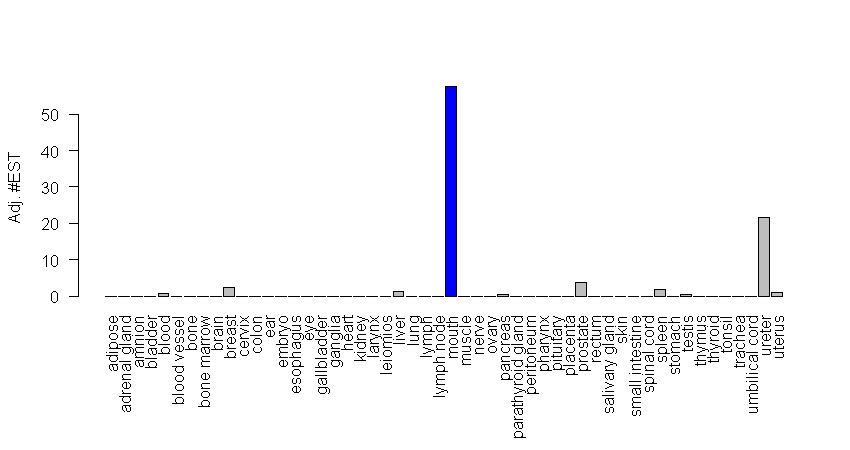 Adj. #EST
50
40
30
20
10
0
adipose
adrenal gland
amnion
bladder
blood
blood vessel
bone
bone marrow
brain
breast
cervix
colon
ear
embryo
esophagus
eye
gallbladder
ganglia
heart
kidney
larynx
leiomios
liver
lung
lymph
lymph node
mouth
muscle
nerve
ovary
pancreas
parathyroid gland
peritoneum
pharynx
pituitary
placenta
prostate
rectum
salivary gland
skin
small intestine
spinal cord
spleen
stomach
testis
thymus
thyroid
tonsil
trachea
umbilical cord
ureter
uterus